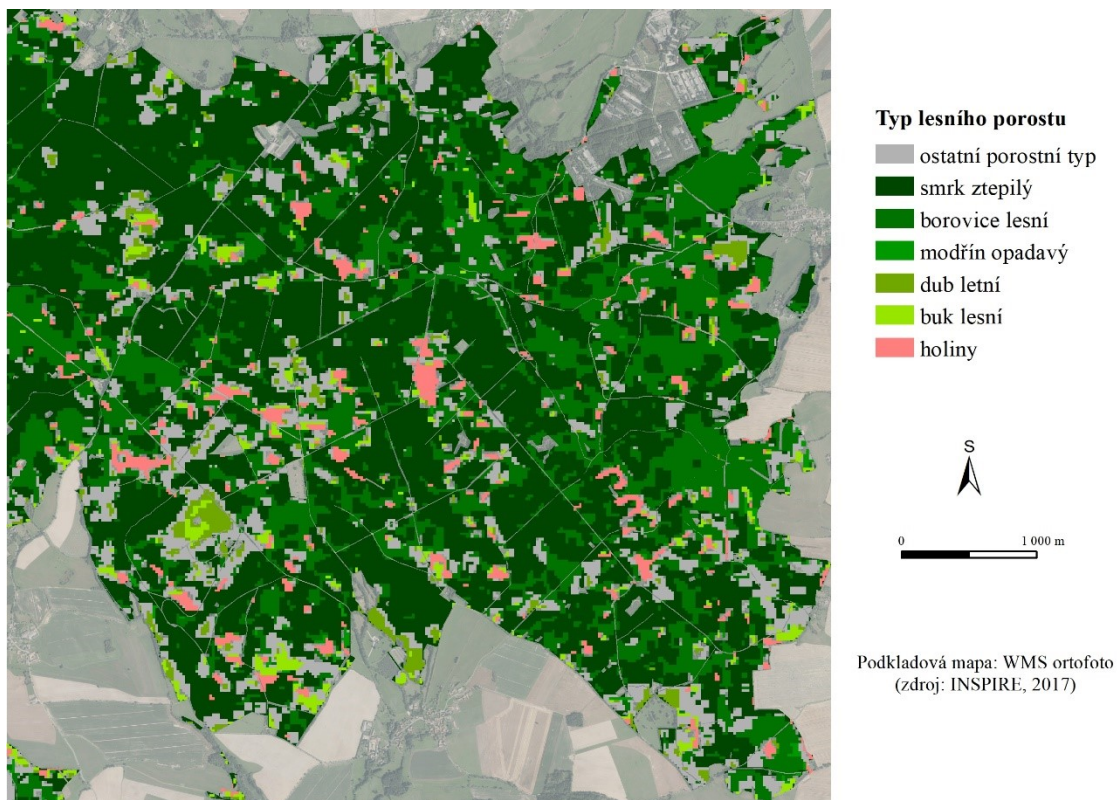 Typ lesního porostu
ostatní porostní typ
smrk ztepilý
borovice lesní
modřín opadavý
dub letní
buk lesní
holiny
S
0 1 000 m
Podkladová mapa: WMS ortofoto
(zdroj: INSPIRE, 2017)